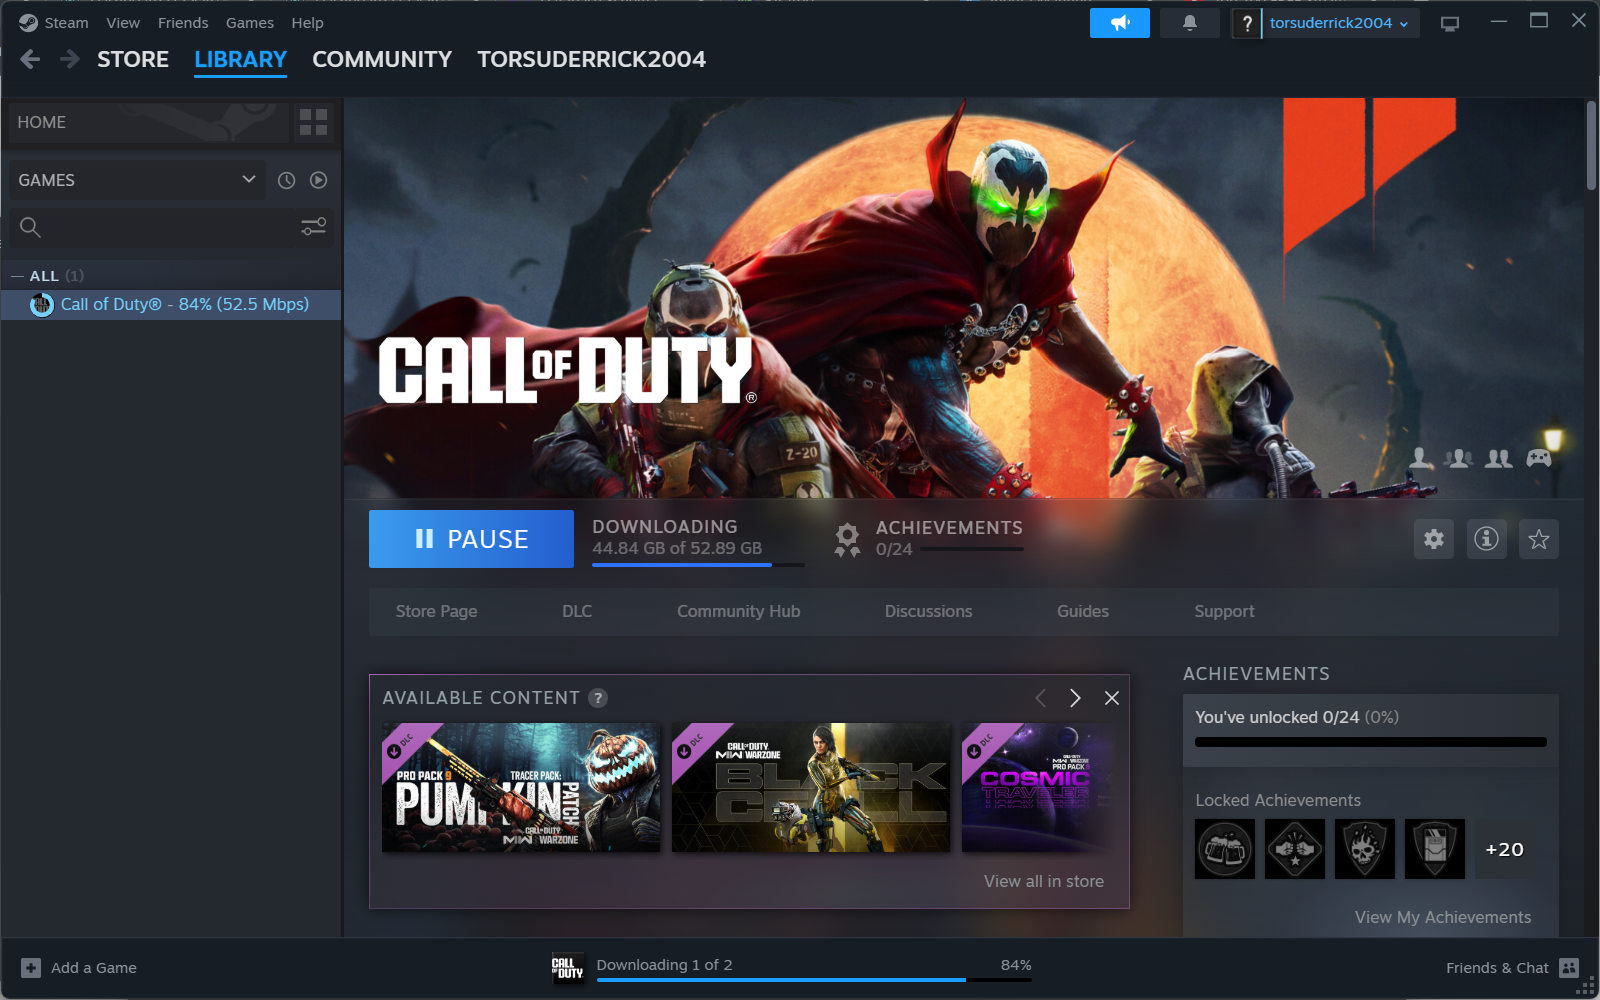 Steam View Friends Games Help
? torsuderrick2004
STORE LIBRARY COMMUNITY TORSUDERRICK2004
HOME
GAMES
— ALL (1)
Call of Duty® - 84% (52.5 Mbps)
CALL OF DUTY®
Z-20
PAUSE
DOWNLOADING
44.84 GB of 52.89 GB
ACHIEVEMENTS
0/24
Store Page DLC Community Hub Discussions Guides Support
AVAILABLE CONTENT ?
DLC
PRO PACK 9 TRACER PACK:
PUMPKIN PATCH
CALL OF DUTY
MW WARZONE
DLC
CALL OF DUTY
MW WARZONE
BLACK
CELL
DLC
CALL OF DUTY
MW WARZONE
PRO PACK 8
COSMIC
TRAVELER
View all in store
ACHIEVEMENTS
You've unlocked 0/24 (0%)
Locked Achievements
+20
View My Achievements
Add a Game
CALL OF DUTY
Downloading 1 of 2 84%
Friends & Chat